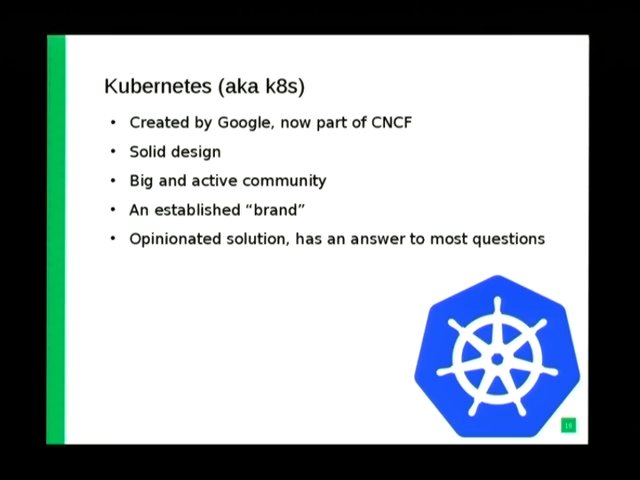 Kubernetes (aka k8s)
• Created by Google, now part of CNCF
• Solid design
• Big and active community
• An established “brand”
• Opinionated solution, has an answer to most questions